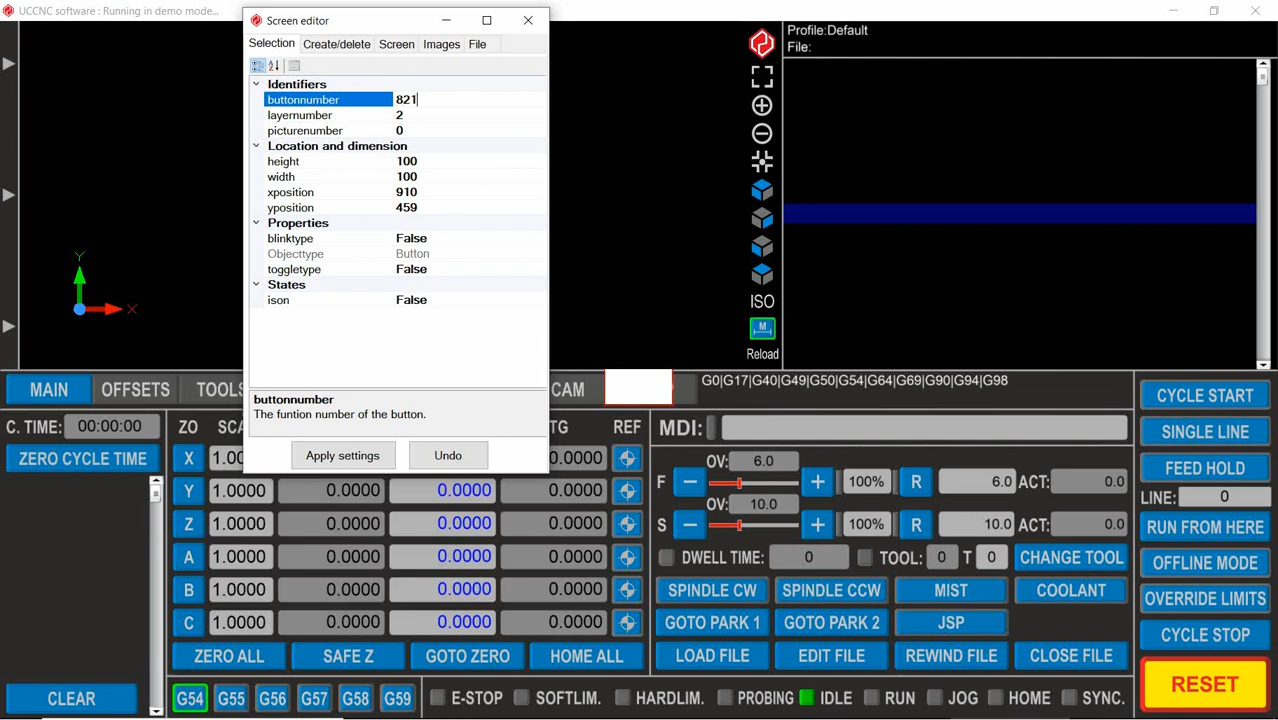 UCCNC software : Running in demo mode...
Screen editor
Selection Create/delete Screen Images File
Identifiers
buttonnumber 821
layernumber 2
picturenumber 0
Location and dimension
height 100
width 100
xposition 910
yposition 459
Properties
blinktype False
Objecttype Button
toggletype False
States
ison False
buttonnumber
The funtion number of the button.
Apply settings Undo
Y
X
ISO
M
Reload
Profile:Default
File:
MAIN OFFSETS TOOLS CAM
G0|G17|G40|G49|G50|G54|G64|G69|G90|G94|G98
C. TIME: 00:00:00
ZERO CYCLE TIME
CLEAR
ZO REF
X 0.0000
Y 1.0000 0.0000 0.0000 0.0000
Z 1.0000 0.0000 0.0000 0.0000
A 1.0000 0.0000 0.0000 0.0000
B 1.0000 0.0000 0.0000 0.0000
C 1.0000 0.0000 0.0000 0.0000
ZERO ALL SAFE Z GOTO ZERO HOME ALL
G54 G55 G56 G57 G58 G59
MDI:
OV: 6.0
F − + 100% R 6.0 ACT: 0.0
OV: 10.0
S − + 100% R 10.0 ACT: 0.0
DWELL TIME: 0 TOOL: 0 T 0 CHANGE TOOL
SPINDLE CW SPINDLE CCW MIST COOLANT
GOTO PARK 1 GOTO PARK 2 JSP
LOAD FILE EDIT FILE REWIND FILE CLOSE FILE
E-STOP SOFTLIM. HARDLIM. PROBING IDLE RUN JOG HOME SYNC.
CYCLE START
SINGLE LINE
FEED HOLD
LINE: 0
RUN FROM HERE
OFFLINE MODE
OVERRIDE LIMITS
CYCLE STOP
RESET